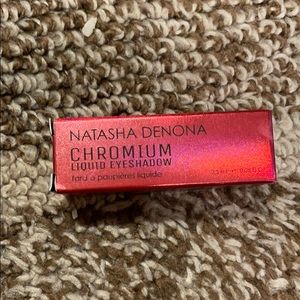 NATASHA DENONA
CHROMIUM
LIQUID EYESHADOW
fard à paupières liquide